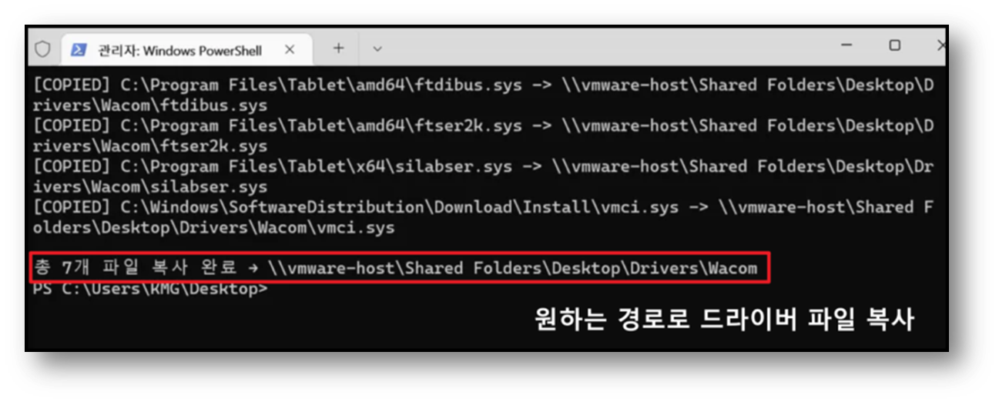 관리자: Windows PowerShell
[COPIED] C:\Program Files\Tablet\amd64\ftdibus.sys -> \\vmware-host\Shared Folders\Desktop\D
rivers\Wacom\ftdibus.sys
[COPIED] C:\Program Files\Tablet\amd64\ftser2k.sys -> \\vmware-host\Shared Folders\Desktop\D
rivers\Wacom\ftser2k.sys
[COPIED] C:\Program Files\Tablet\x64\silabser.sys -> \\vmware-host\Shared Folders\Desktop\Dr
ivers\Wacom\silabser.sys
[COPIED] C:\Windows\SoftwareDistribution\Download\Install\vmci.sys -> \\vmware-host\Shared F
olders\Desktop\Drivers\Wacom\vmci.sys
총 7개 파일 복사 완료 → \\vmware-host\Shared Folders\Desktop\Drivers\Wacom
PS C:\Users\KMG\Desktop>
원하는 경로로 드라이버 파일 복사